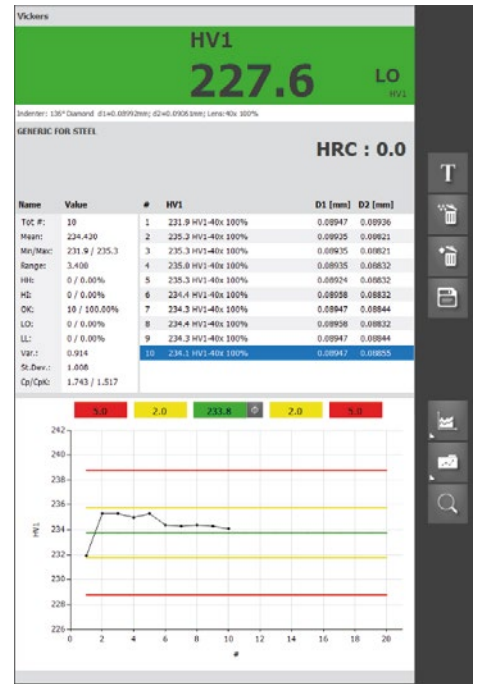 Vickers
HV1
227.6 LO
HV1
Indenter: 136° Diamond d1=0.08992mm; d2=0.09061mm; Lens: 40x 100%
GENERIC FOR STEEL
HRC : 0.0
T
Name Value # HV1 D1 [mm] D2 [mm]
Tot #: 10 1 231.9 HV1-40x 100% 0.08947 0.08936
Mean: 234.430 2 235.3 HV1-40x 100% 0.08935 0.08821
Min/Max: 231.9 / 235.3 3 235.3 HV1-40x 100% 0.08935 0.08821
Range: 3.400 4 235.0 HV1-40x 100% 0.08935 0.08832
HH: 0 / 0.00% 5 235.3 HV1-40x 100% 0.08924 0.08832
HI: 0 / 0.00% 6 234.4 HV1-40x 100% 0.08958 0.08832
OK: 10 / 100.00% 7 234.3 HV1-40x 100% 0.08947 0.08844
LO: 0 / 0.00% 8 234.4 HV1-40x 100% 0.08958 0.08832
LL: 0 / 0.00% 9 234.3 HV1-40x 100% 0.08947 0.08844
Var.: 0.914 10 234.1 HV1-40x 100% 0.08947 0.08855
St.Dev.: 1.008
Cp/CpK: 1.743 / 1.517
5.0 2.0 233.8 2.0 5.0
242
240
238
236
234
232
230
228
226
HV1
0 2 4 6 8 10 12 14 16 18 20
#